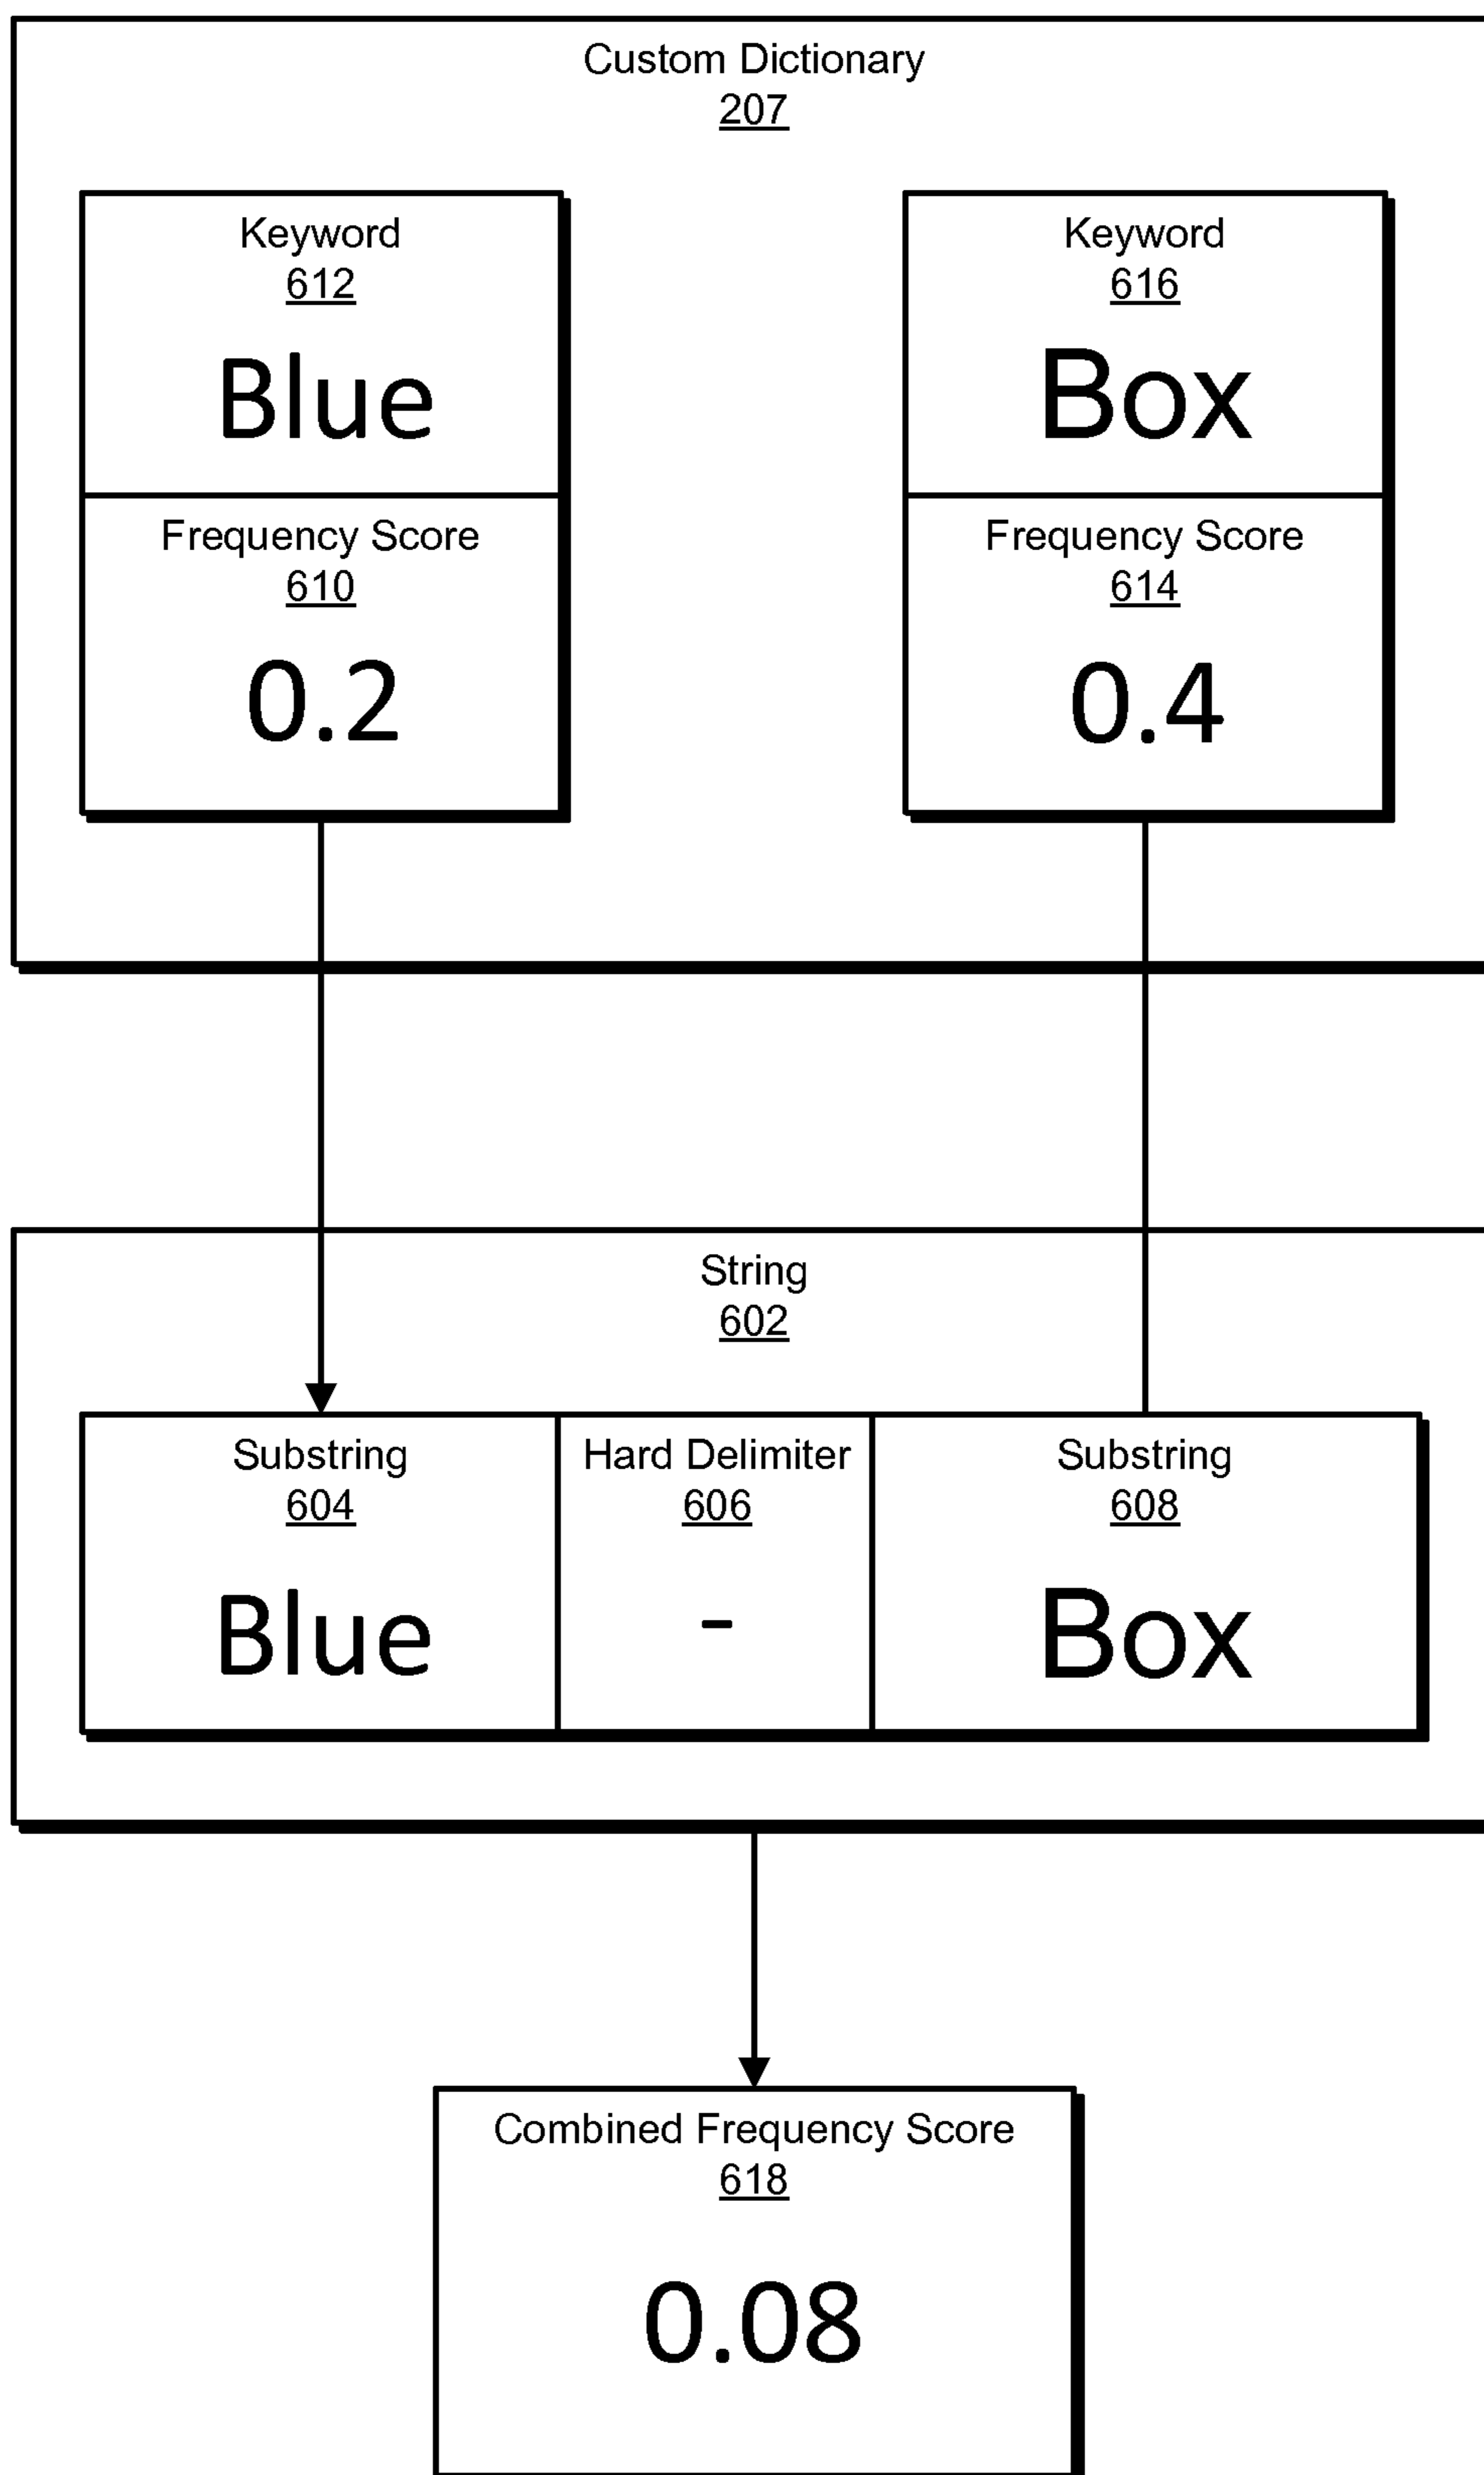 Custom Dictionary
207
Keyword
612
Blue
Frequency Score
610
0.2
Keyword
616
Box
Frequency Score
614
0.4
String
602
Substring
604
Blue
Hard Delimiter
606
-
Substring
608
Box
Combined Frequency Score
618
0.08